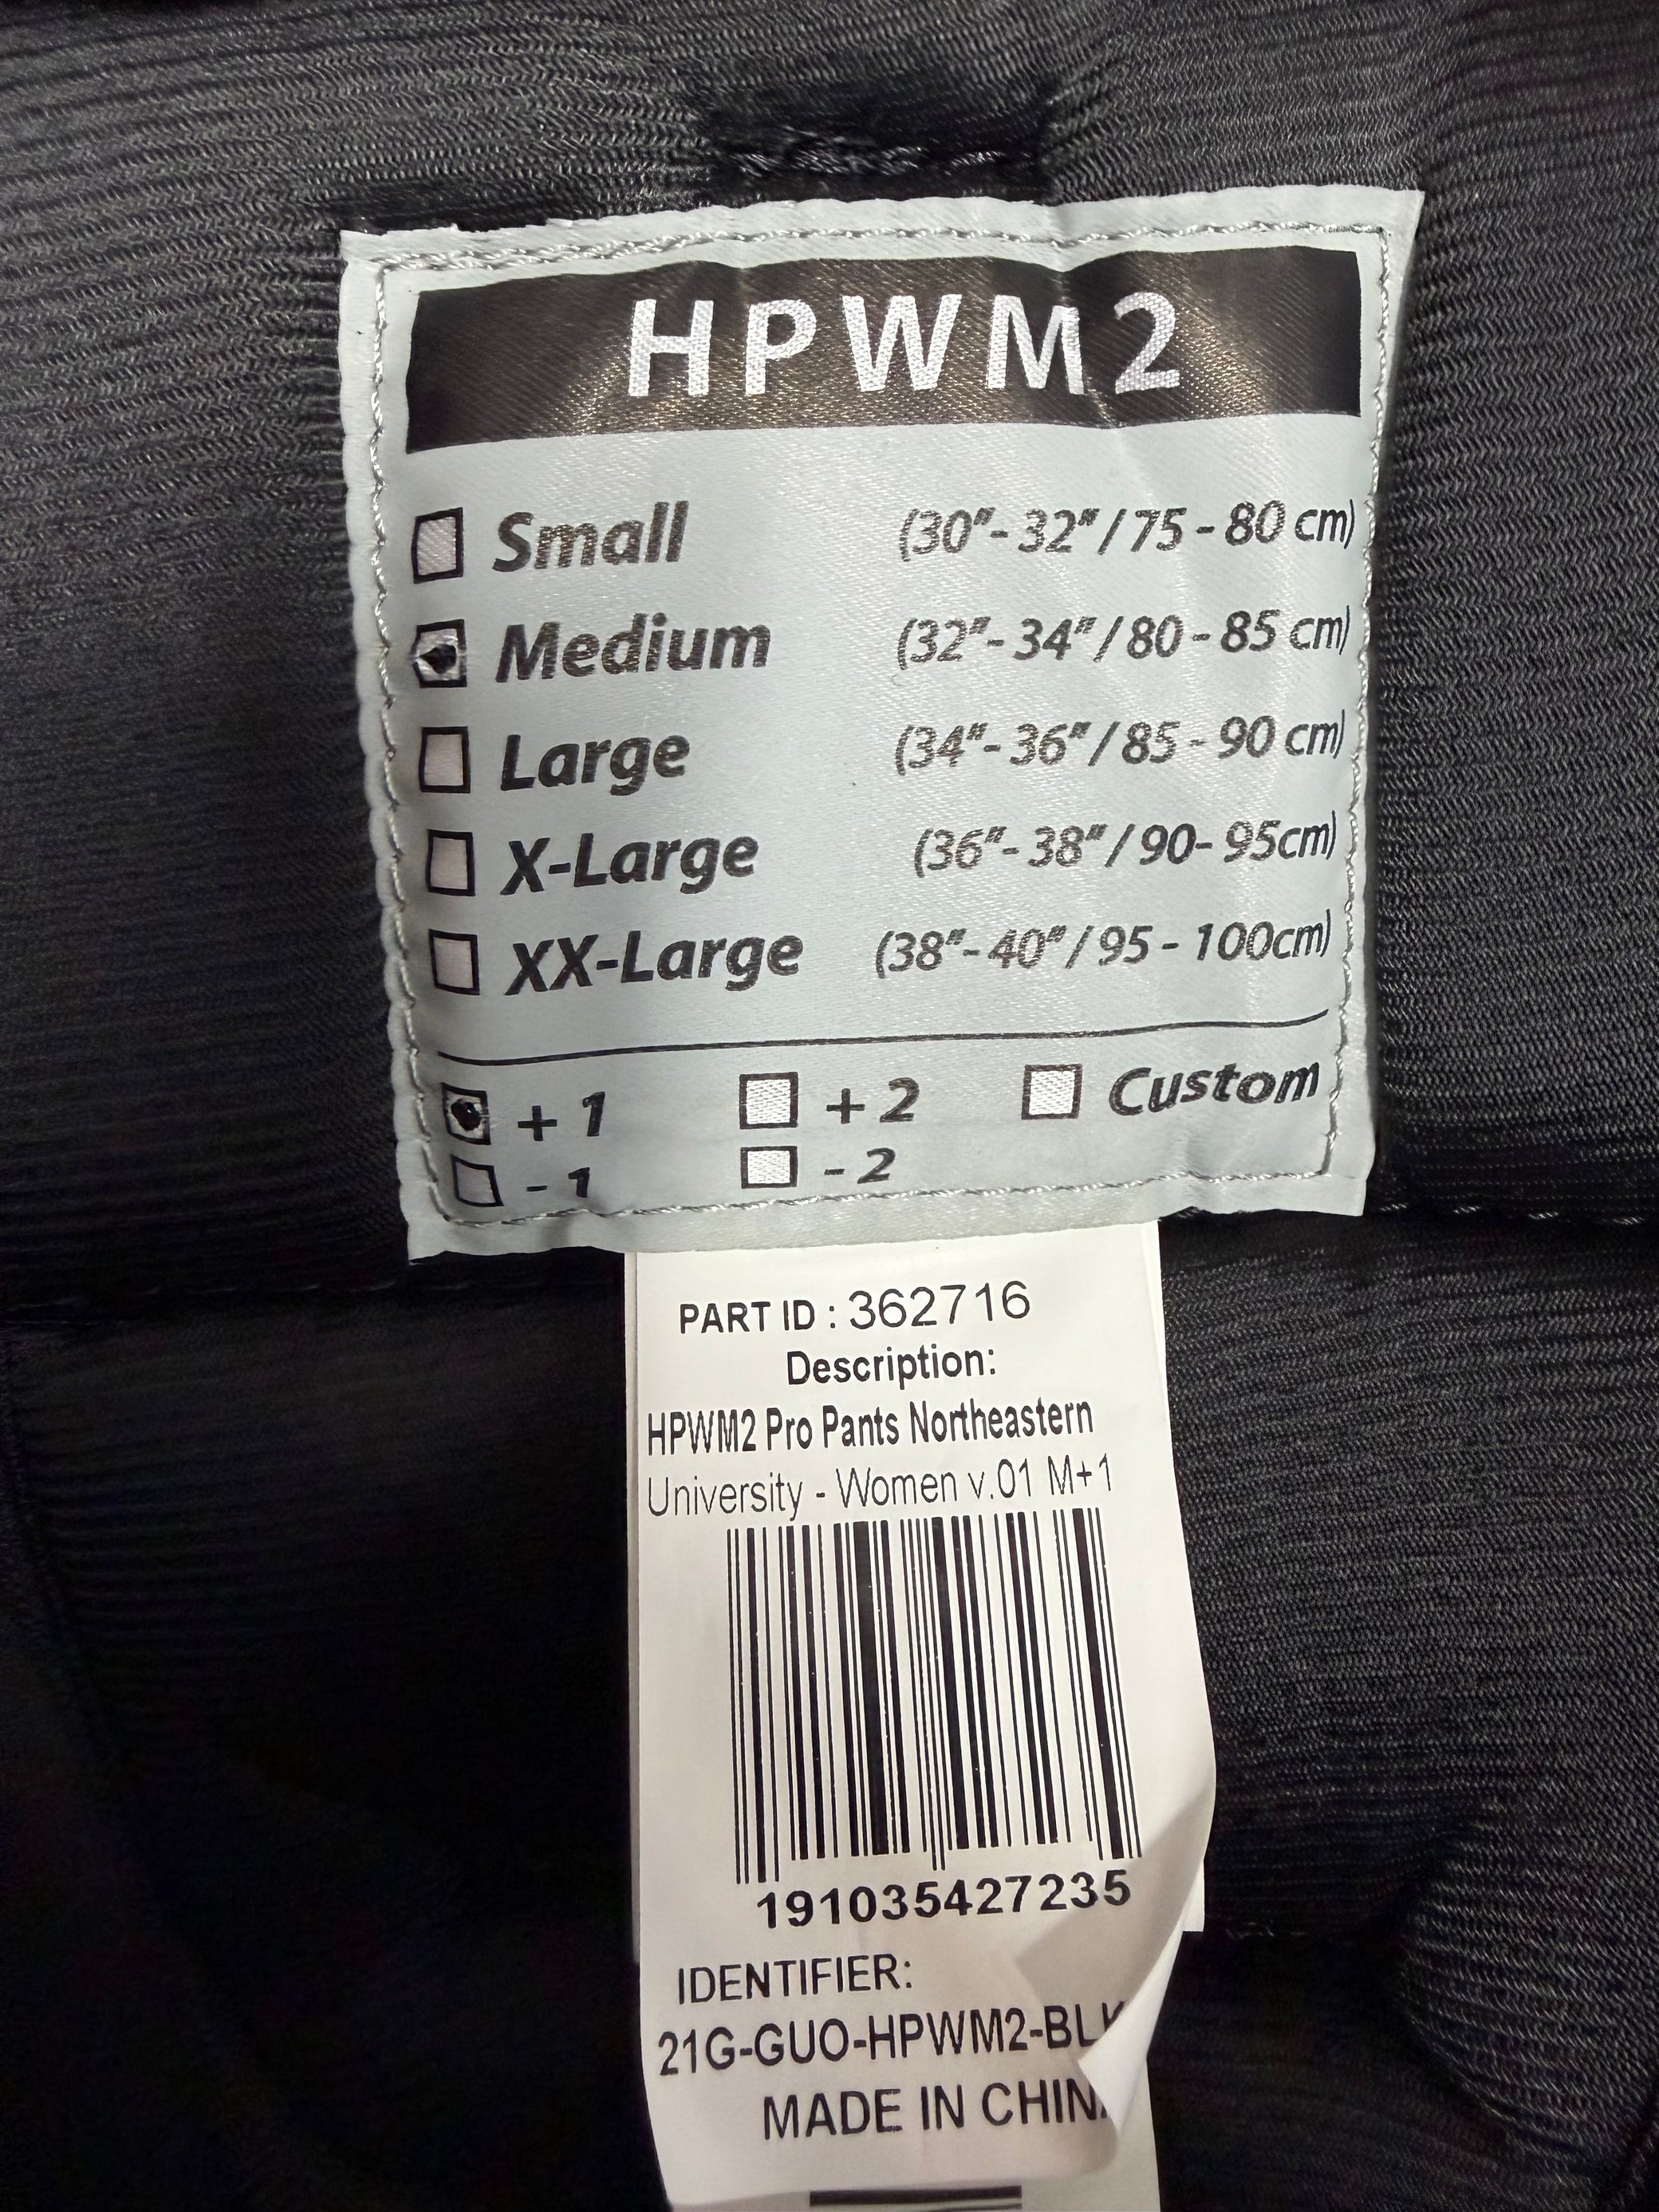 HPWM2
Small (30"- 32" / 75 - 80 cm)
Medium (32"- 34" / 80 - 85 cm)
Large (34"- 36" / 85 - 90 cm)
X-Large (36"- 38" / 90- 95cm)
XX-Large (38"- 40" / 95 - 100cm)
+ 1 + 2 Custom
- 1 - 2
PART ID : 362716
Description:
HPWM2 Pro Pants Northeastern
University - Women v.01 M+1
191035427235
IDENTIFIER:
21G-GUO-HPWM2-BLK
MADE IN CHINA